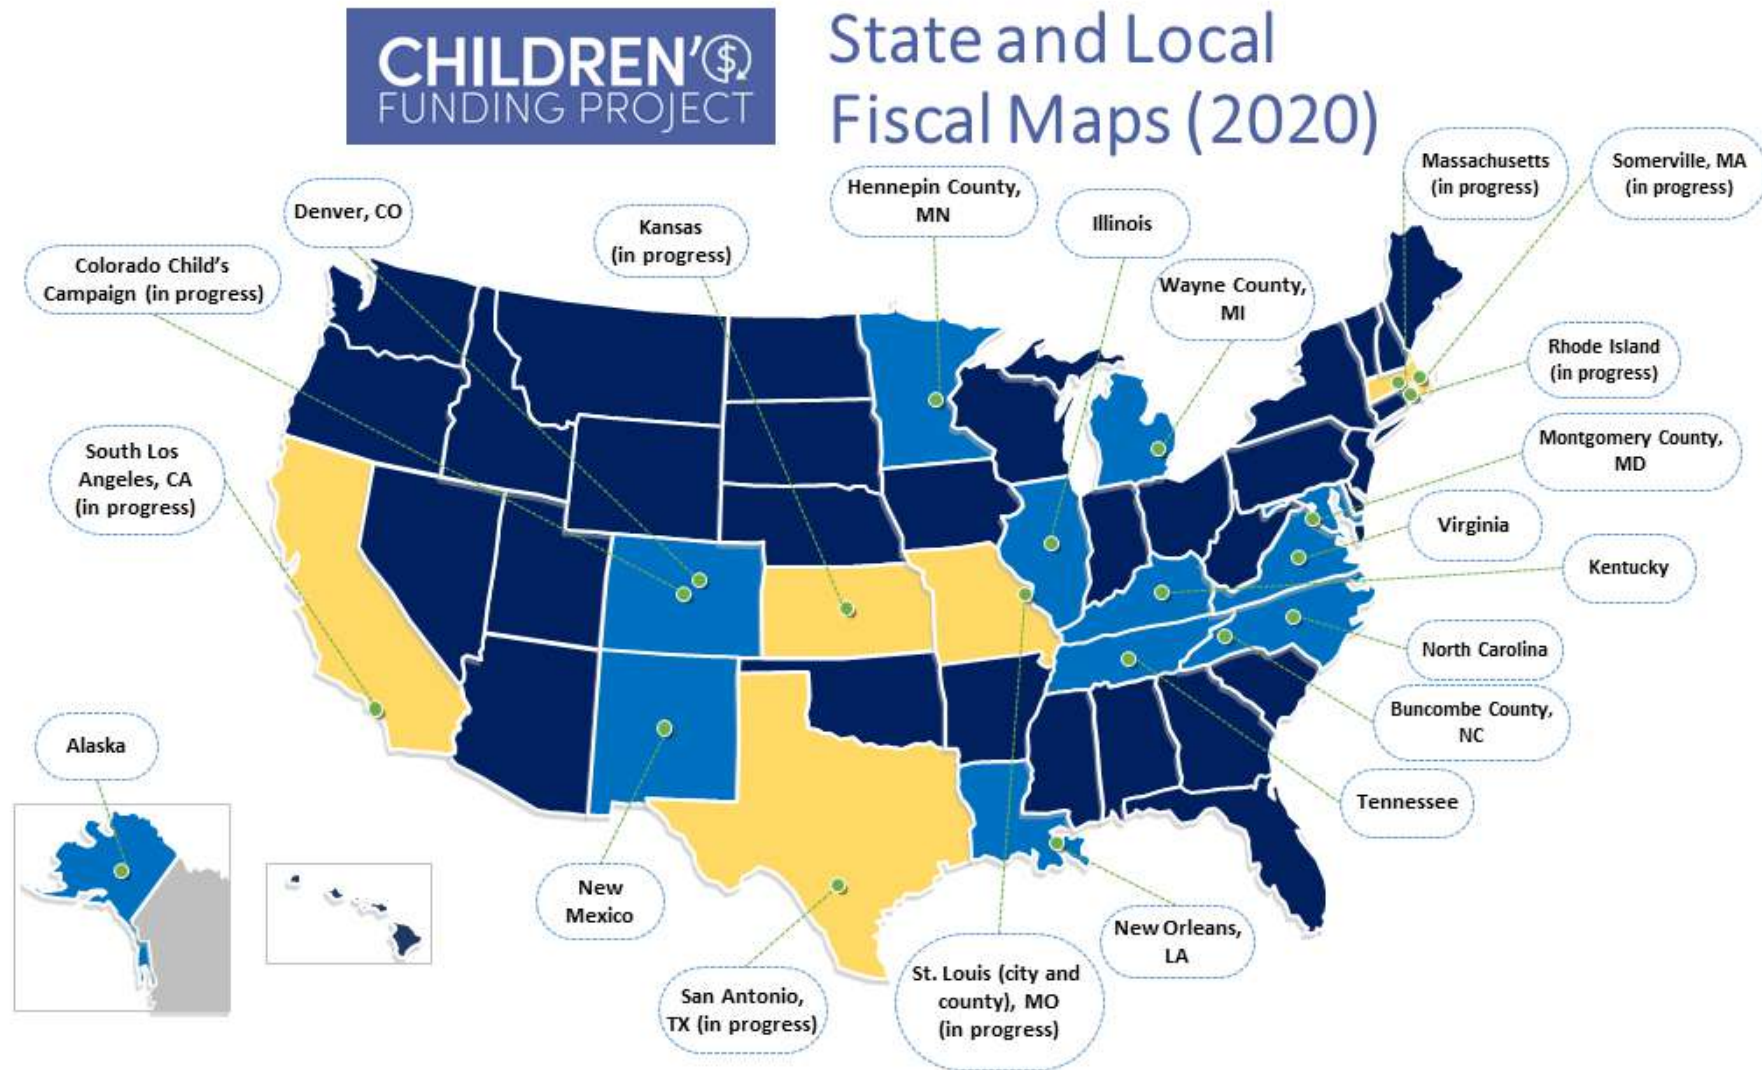 CHILDREN'$
FUNDING PROJECT
State and Local
Fiscal Maps (2020)
Massachusetts
(in progress)
Somerville, MA
(in progress)
Hennepin County,
MN
Denver, CO
Kansas
(in progress)
Illinois
Colorado Child's
Campaign (in progress)
Wayne County,
MI
Rhode Island
(in progress)
South Los
Angeles, CA
(in progress)
Montgomery County,
MD
Virginia
Kentucky
North Carolina
Buncombe County,
NC
Alaska
Tennessee
New
Mexico
New Orleans,
LA
San Antonio,
TX (in progress)
St. Louis (city and
county), MO
(in progress)